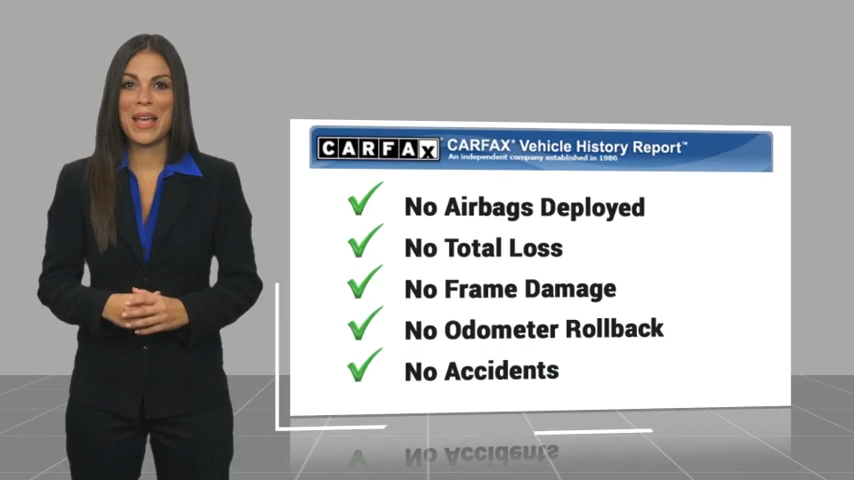 CARFAX® CARFAX® Vehicle History Report™
An independent company established in 1986
No Airbags Deployed
No Total Loss
No Frame Damage
No Odometer Rollback
No Accidents
No Accidents